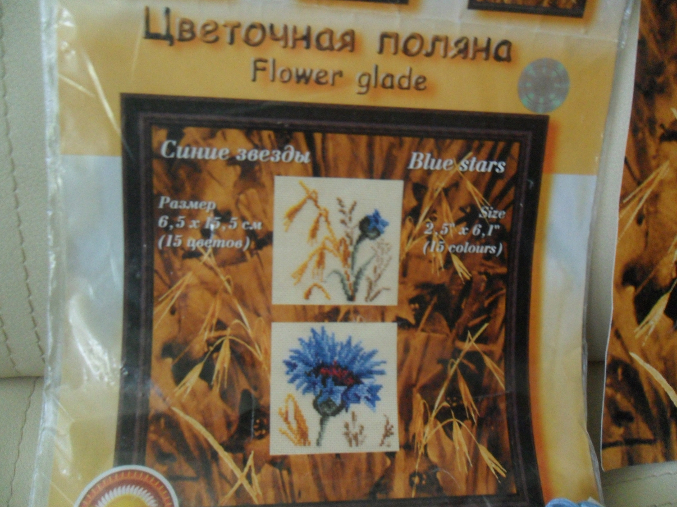 Цветочная поляна
Flower glade
Синие звезды
Blue stars
Размер
6,5 x 15,5 см
(15 цветов)
Size
2,5" x 6,1"
(15 colours)